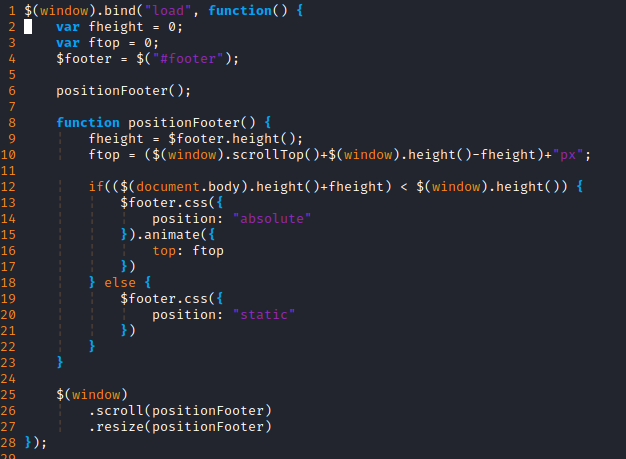 1 $(window).bind("load", function() {
2     var fheight = 0;
3     var ftop = 0;
4     $footer = $("#footer");
5
6     positionFooter();
7
8     function positionFooter() {
9         fheight = $footer.height();
10         ftop = ($(window).scrollTop()+$(window).height()-fheight)+"px";
11
12         if(($(document.body).height()+fheight) < $(window).height()) {
13             $footer.css({
14                 position: "absolute"
15             }).animate({
16                 top: ftop
17             })
18         } else {
19             $footer.css({
20                 position: "static"
21             })
22         }
23     }
24
25     $(window)
26         .scroll(positionFooter)
27         .resize(positionFooter)
28 });
29